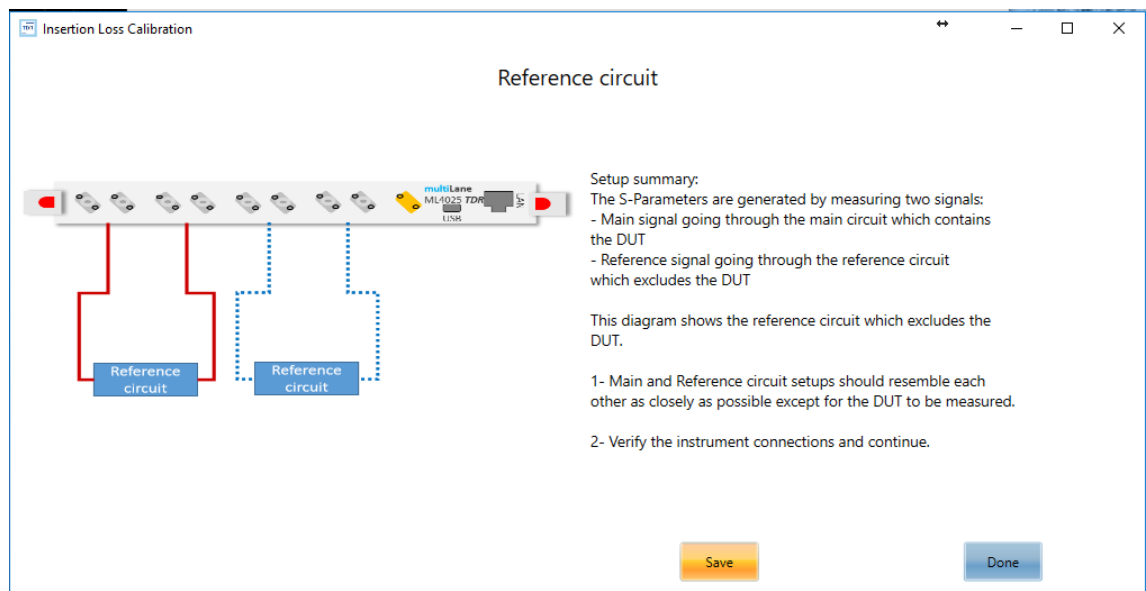 TDR
Insertion Loss Calibration
Reference circuit
multiLane
ML4025 TDR
USB
LAN
Reference
circuit
Reference
circuit
Setup summary:
The S-Parameters are generated by measuring two signals:
- Main signal going through the main circuit which contains
the DUT
- Reference signal going through the reference circuit
which excludes the DUT
This diagram shows the reference circuit which excludes the
DUT.
1- Main and Reference circuit setups should resemble each
other as closely as possible except for the DUT to be measured.
2- Verify the instrument connections and continue.
Save
Done